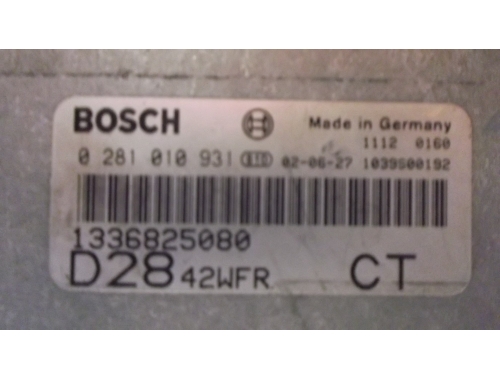 BOSCH
Made in Germany
1112 0160
0 281 010 931 02-06-27 1039S00192
1336825080
D28 42WFR CT